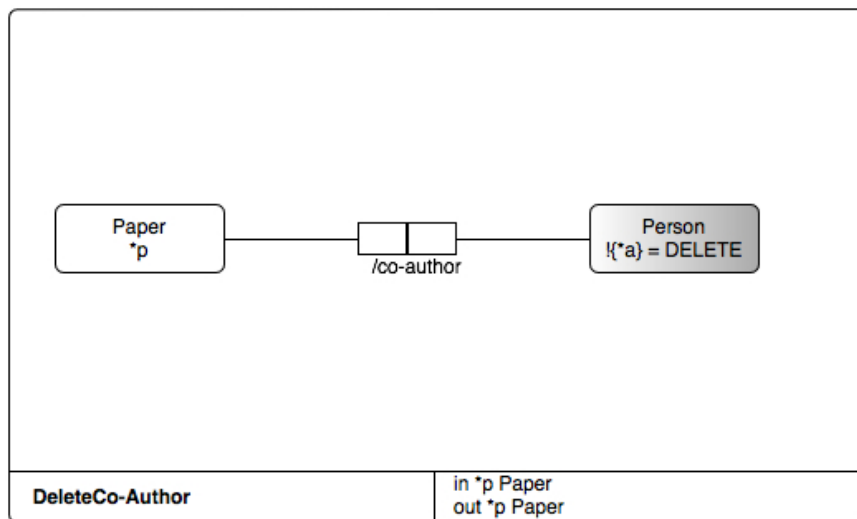 Paper
*p
/co-author
Person
!{*a} = DELETE
DeleteCo-Author
in *p Paper
out *p Paper